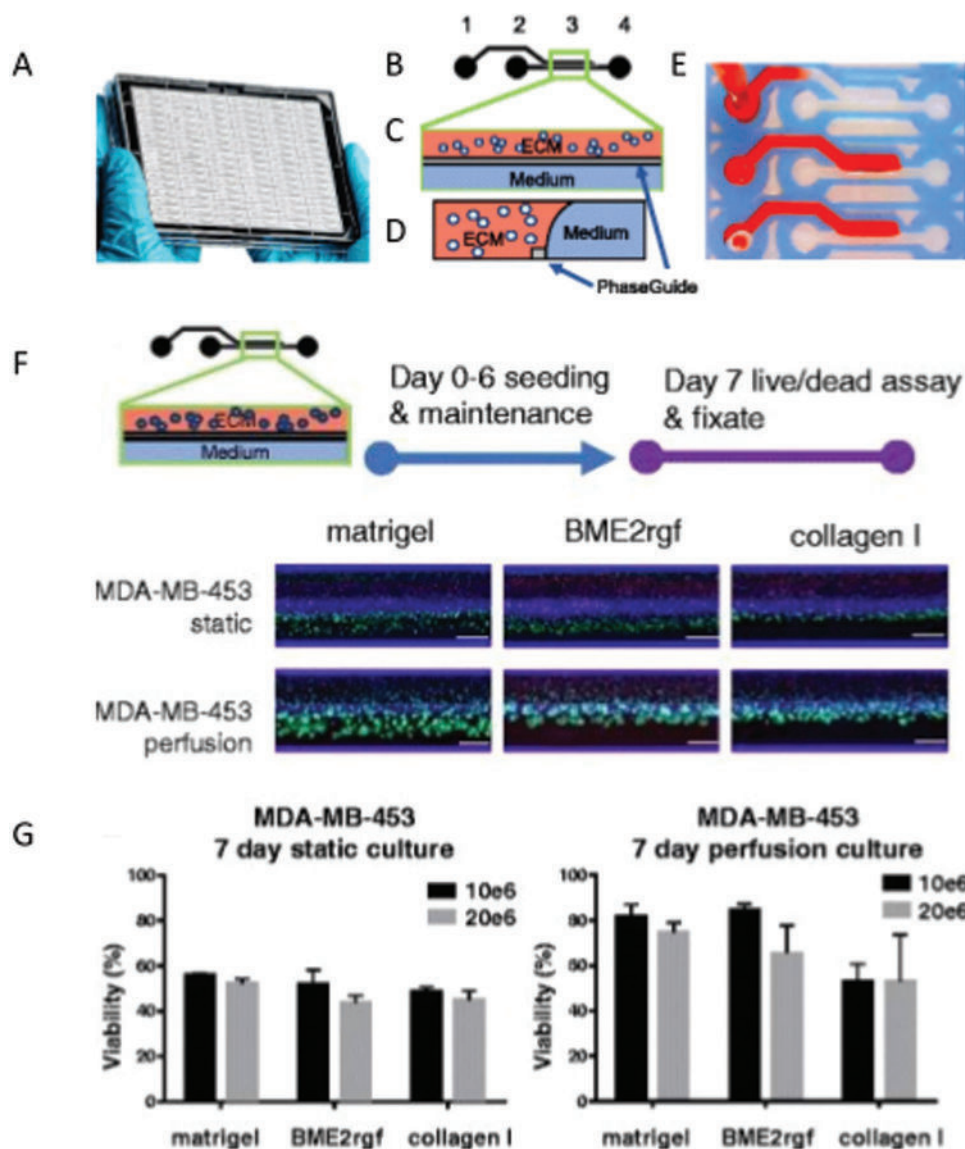 A
B
1 2 3 4
E
C
ECM
Medium
D
ECM
Medium
PhaseGuide
F
ECM
Medium
Day 0-6 seeding
& maintenance
Day 7 live/dead assay
& fixate
matrigel
BME2rgf
collagen I
MDA-MB-453
static
MDA-MB-453
perfusion
G
MDA-MB-453
7 day static culture
100
80
60
40
20
0
Viability (%)
10e6
20e6
matrigel
BME2rgf
collagen I
MDA-MB-453
7 day perfusion culture
100
80
60
40
20
0
Viability (%)
10e6
20e6
matrigel
BME2rgf
collagen I